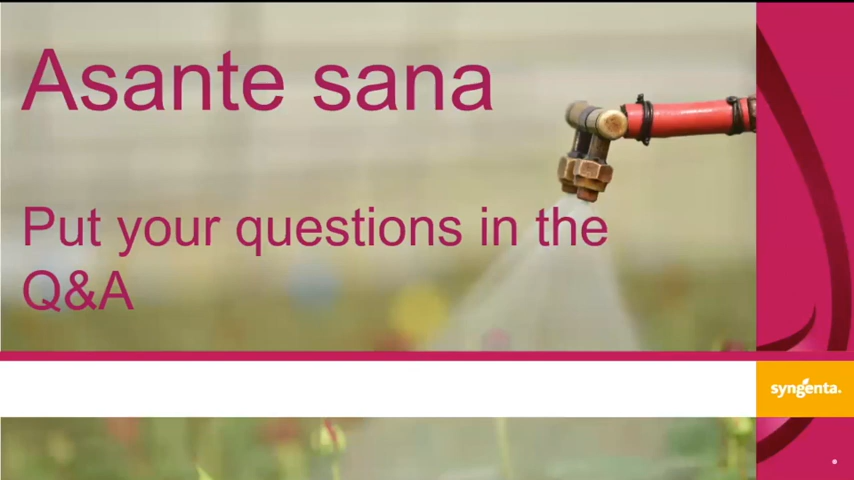 Asante sana
Put your questions in the
Q&A
syngenta.